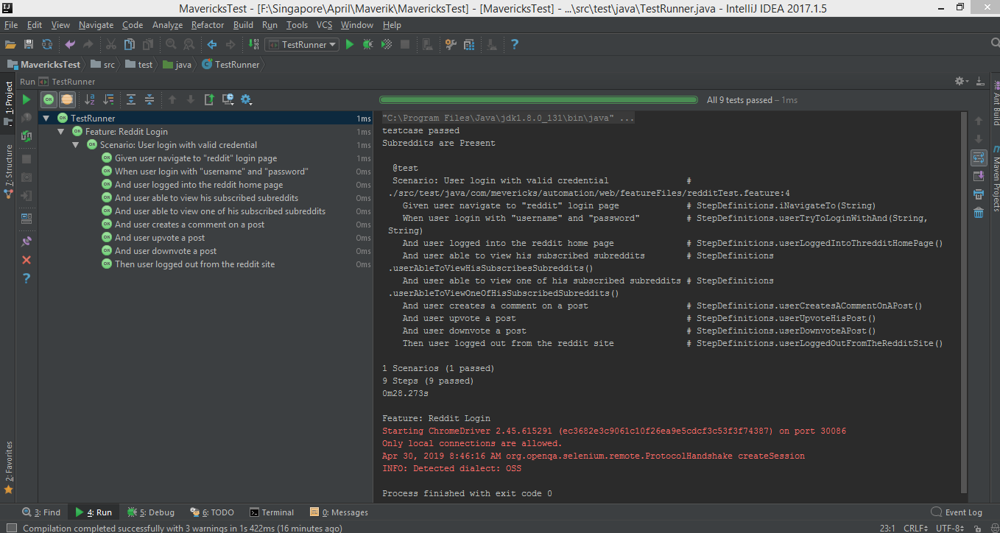 MavericksTest - [F:\Singapore\April\Maverik\MavericksTest] - [MavericksTest] - ...\src\test\java\TestRunner.java - IntelliJ IDEA 2017.1.5
File Edit View Navigate Code Analyze Refactor Build Run Tools VCS Window Help
TestRunner
MavericksTest src test java TestRunner
Run TestRunner
All 9 tests passed – 1ms
1: Project
7: Structure
2: Favorites
TestRunner 1ms
Feature: Reddit Login 1ms
Scenario: User login with valid credential 1ms
Given user navigate to "reddit" login page 1ms
When user login with "username" and "password" 0ms
And user logged into the reddit home page 0ms
And user able to view his subscribed subreddits 0ms
And user able to view one of his subscribed subreddits 0ms
And user creates a comment on a post 0ms
And user upvote a post 0ms
And user downvote a post 0ms
Then user logged out from the reddit site 0ms
"C:\Program Files\Java\jdk1.8.0_131\bin\java" ...
testcase passed
Subreddits are Present
@test
Scenario: User login with valid credential #
./src/test/java/com/mevericks/automation/web/featureFiles/redditTest.feature:4
Given user navigate to "reddit" login page # StepDefinitions.iNavigateTo(String)
When user login with "username" and "password" # StepDefinitions.userTryToLoginWithAnd(String,
String)
And user logged into the reddit home page # StepDefinitions.userLoggedIntoThredditHomePage()
And user able to view his subscribed subreddits # StepDefinitions
.userAbleToViewHisSubscribesSubreddits()
And user able to view one of his subscribed subreddits # StepDefinitions
.userAbleToViewOneOfHisSubscribedSubreddits()
And user creates a comment on a post # StepDefinitions.userCreatesACommentOnAPost()
And user upvote a post # StepDefinitions.userUpvoteHisPost()
And user downvote a post # StepDefinitions.userDownvoteAPost()
Then user logged out from the reddit site # StepDefinitions.userLoggedOutFromTheRedditSite()
1 Scenarios (1 passed)
9 Steps (9 passed)
0m28.273s
Feature: Reddit Login
Starting ChromeDriver 2.45.615291 (ec3682e3c9061c10f26ea9e5cdcf3c53f3f74387) on port 30086
Only local connections are allowed.
Apr 30, 2019 8:46:16 AM org.openqa.selenium.remote.ProtocolHandshake createSession
INFO: Detected dialect: OSS
Process finished with exit code 0
Ant Build
Maven Projects
3: Find 4: Run 5: Debug 6: TODO Terminal 0: Messages Event Log
Compilation completed successfully with 3 warnings in 1s 422ms (16 minutes ago) 23:1 CRLF UTF-8